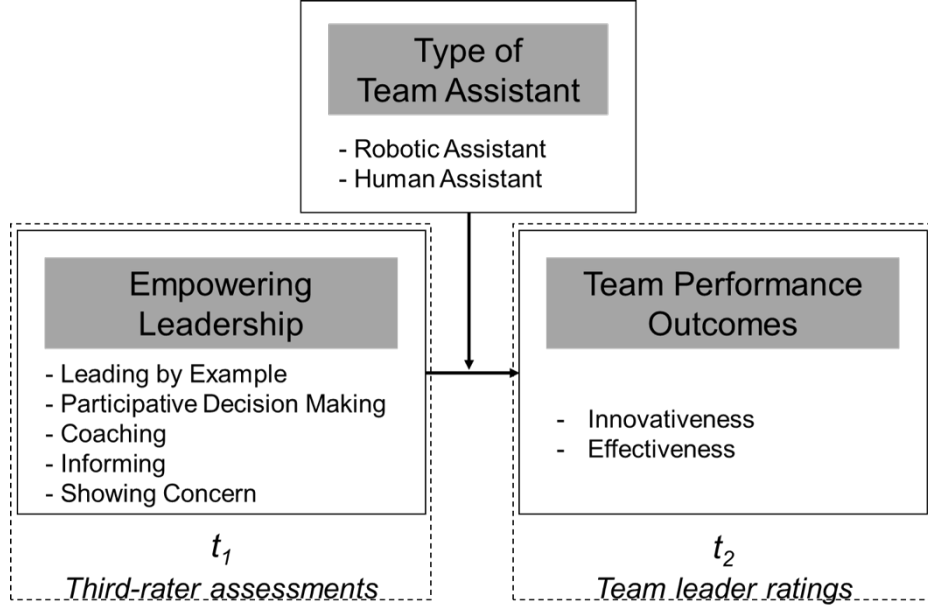 Type of
Team Assistant
- Robotic Assistant
- Human Assistant
Empowering
Leadership
- Leading by Example
- Participative Decision Making
- Coaching
- Informing
- Showing Concern
t1
Third-rater assessments
Team Performance
Outcomes
- Innovativeness
- Effectiveness
t2
Team leader ratings